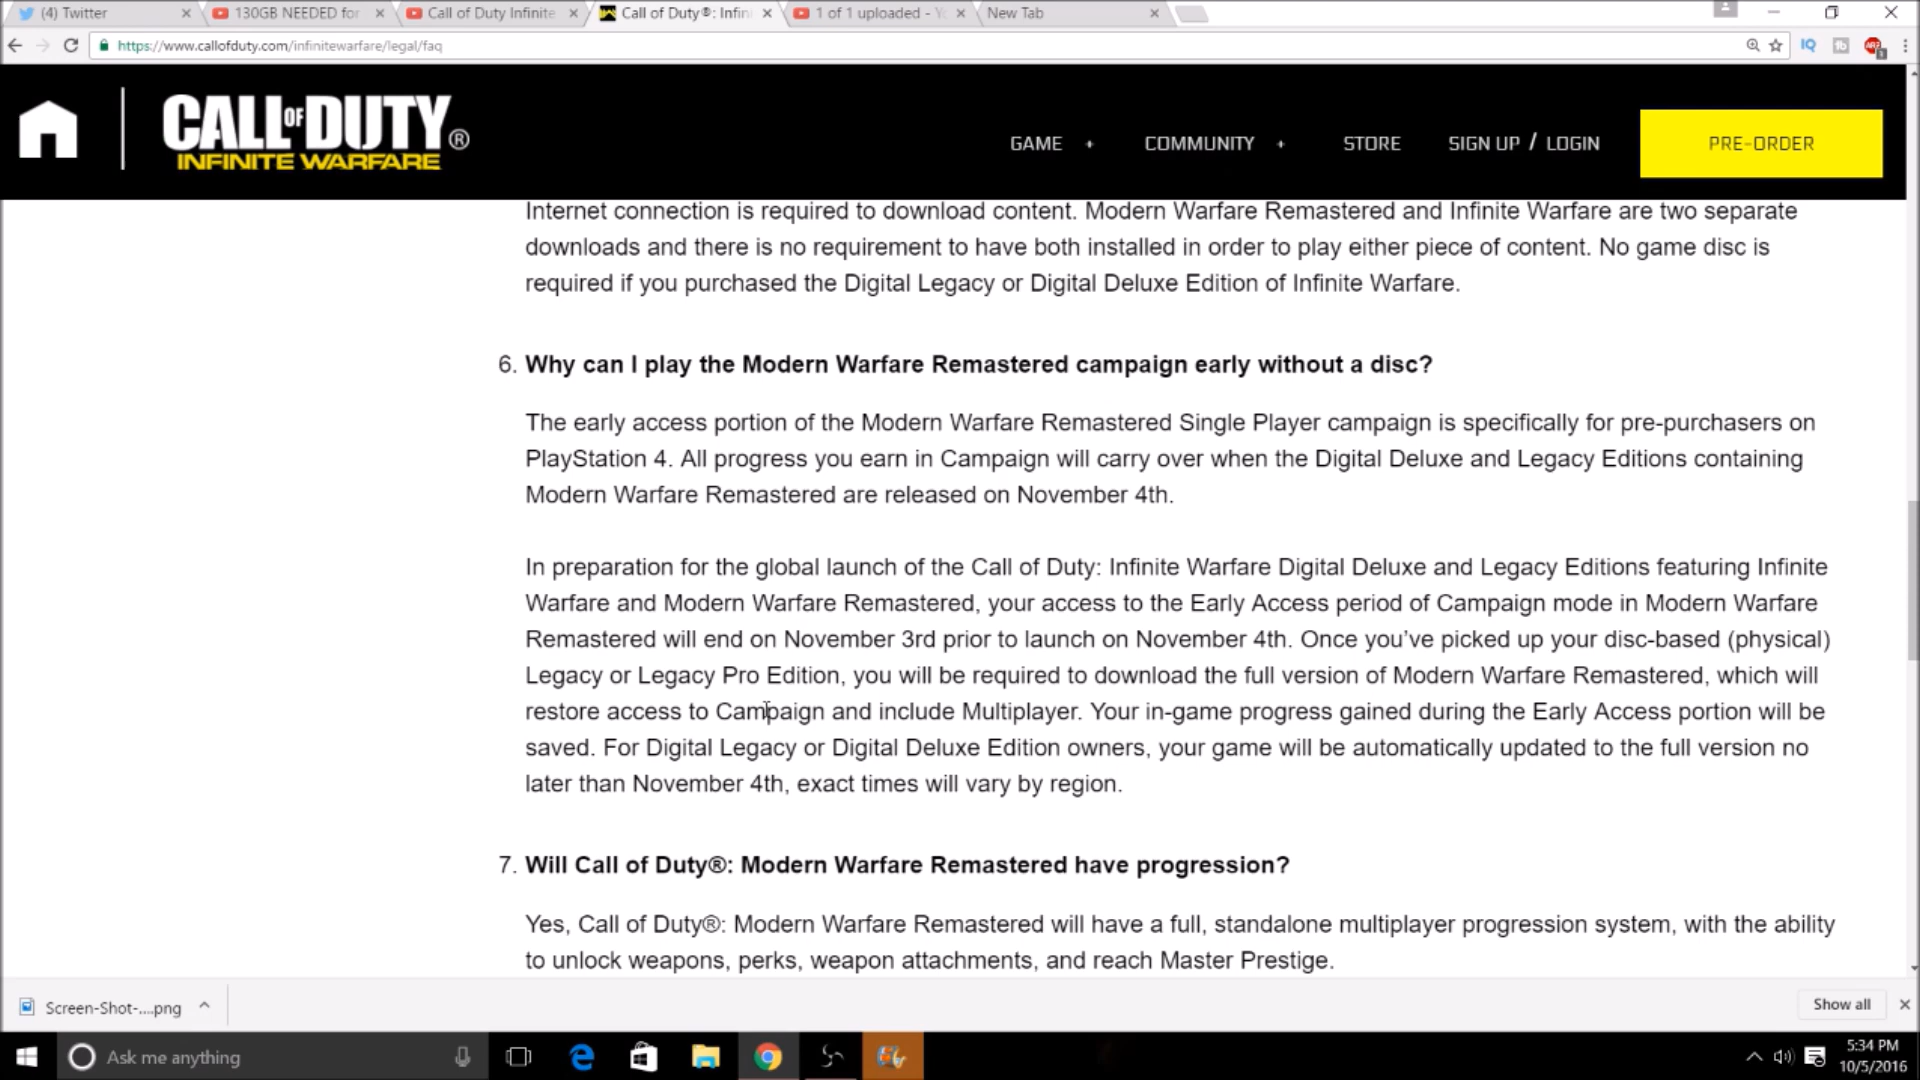 (4) Twitter
130GB NEEDED for
Call of Duty Infinite
Call of Duty®: Infini
1 of 1 uploaded - Yo
New Tab
https://www.callofduty.com/infinitewarfare/legal/faq
CALL OF DUTY®
INFINITE WARFARE
GAME +
COMMUNITY +
STORE
SIGN UP / LOGIN
PRE-ORDER
Internet connection is required to download content. Modern Warfare Remastered and Infinite Warfare are two separate
downloads and there is no requirement to have both installed in order to play either piece of content. No game disc is
required if you purchased the Digital Legacy or Digital Deluxe Edition of Infinite Warfare.
6. Why can I play the Modern Warfare Remastered campaign early without a disc?
The early access portion of the Modern Warfare Remastered Single Player campaign is specifically for pre-purchasers on
PlayStation 4. All progress you earn in Campaign will carry over when the Digital Deluxe and Legacy Editions containing
Modern Warfare Remastered are released on November 4th.
In preparation for the global launch of the Call of Duty: Infinite Warfare Digital Deluxe and Legacy Editions featuring Infinite
Warfare and Modern Warfare Remastered, your access to the Early Access period of Campaign mode in Modern Warfare
Remastered will end on November 3rd prior to launch on November 4th. Once you’ve picked up your disc-based (physical)
Legacy or Legacy Pro Edition, you will be required to download the full version of Modern Warfare Remastered, which will
restore access to Campaign and include Multiplayer. Your in-game progress gained during the Early Access portion will be
saved. For Digital Legacy or Digital Deluxe Edition owners, your game will be automatically updated to the full version no
later than November 4th, exact times will vary by region.
7. Will Call of Duty®: Modern Warfare Remastered have progression?
Yes, Call of Duty®: Modern Warfare Remastered will have a full, standalone multiplayer progression system, with the ability
to unlock weapons, perks, weapon attachments, and reach Master Prestige.
Screen-Shot-....png
Show all
Ask me anything
5:34 PM
10/5/2016